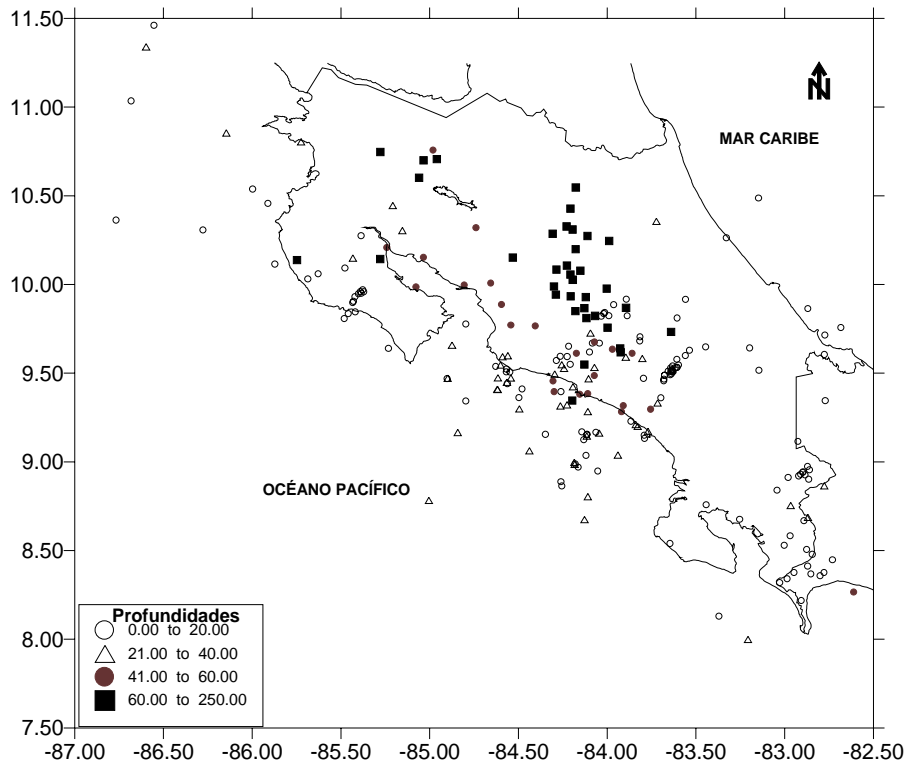 11.50
11.00
10.50
10.00
9.50
9.00
8.50
8.00
7.50
N
MAR CARIBE
OCÉANO PACÍFICO
Profundidades
0.00 to 20.00
21.00 to 40.00
41.00 to 60.00
60.00 to 250.00
-87.00 -86.50 -86.00 -85.50 -85.00 -84.50 -84.00 -83.50 -83.00 -82.50